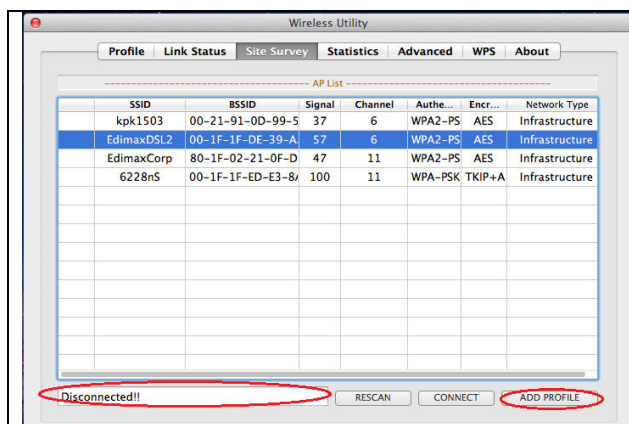 Wireless Utility
Profile Link Status Site Survey Statistics Advanced WPS About
AP List
SSID BSSID Signal Channel Authe... Encr... Network Type
kpk1503 00-21-91-0D-99-5 37 6 WPA2-PS AES Infrastructure
EdimaxDSL2 00-1F-1F-DE-39-A 57 6 WPA2-PS AES Infrastructure
EdimaxCorp 80-1F-02-21-0F-D 47 11 WPA2-PS AES Infrastructure
6228nS 00-1F-1F-ED-E3-8 100 11 WPA-PSK TKIP+A Infrastructure
Disconnected!! RESCAN CONNECT ADD PROFILE